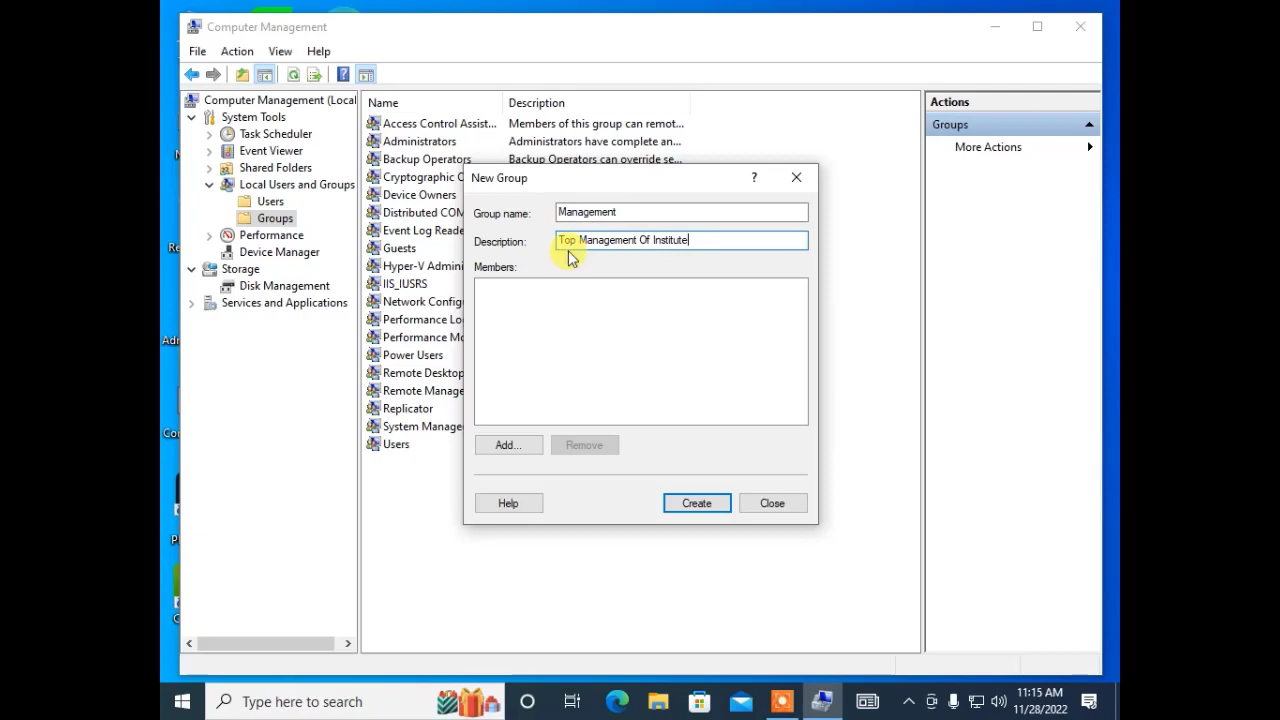 Computer Management
File Action View Help
Computer Management (Local
System Tools
Task Scheduler
Event Viewer
Shared Folders
Local Users and Groups
Users
Groups
Performance
Device Manager
Storage
Disk Management
Services and Applications
Name Description
Access Control Assist... Members of this group can remot...
Administrators Administrators have complete an...
Backup Operators Backup Operators can override se...
Cryptographic
Device Owners
Distributed COM
Event Log Reade
Guests
Hyper-V Admini
IIS_IUSRS
Network Config
Performance Lo
Performance Mo
Power Users
Remote Desktop
Remote Manage
Replicator
System Manage
Users
New Group
Group name: Management
Description: Top Management Of Institute
Members:
Add... Remove
Help Create Close
Actions
Groups
More Actions
Type here to search
11:15 AM
11/28/2022